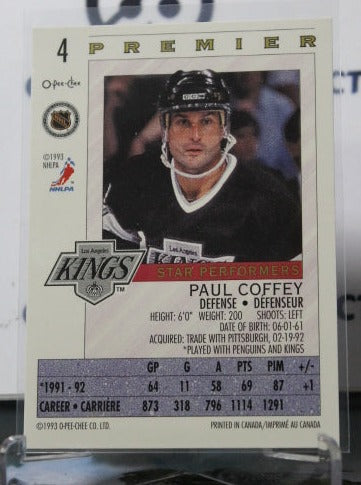 4
PREMIER
O-Pee-Chee
©1993
NHLPA
NHLPA
CCM
Los Angeles
KINGS™
STAR PERFORMERS
PAUL COFFEY
DEFENSE • DEFENSEUR
HEIGHT: 6'0" WEIGHT: 200 SHOOTS: LEFT
DATE OF BIRTH: 06-01-61
ACQUIRED: TRADE WITH PITTSBURGH, 02-19-92
*PLAYED WITH PENGUINS AND KINGS
GP G A PTS PIM +/-
*1991 - 92 64 11 58 69 87 +1
CAREER • CARRIÈRE 873 318 796 1114 1291
©1993 O-PEE-CHEE CO. LTD. PRINTED IN CANADA/IMPRIMÉ AU CANADA